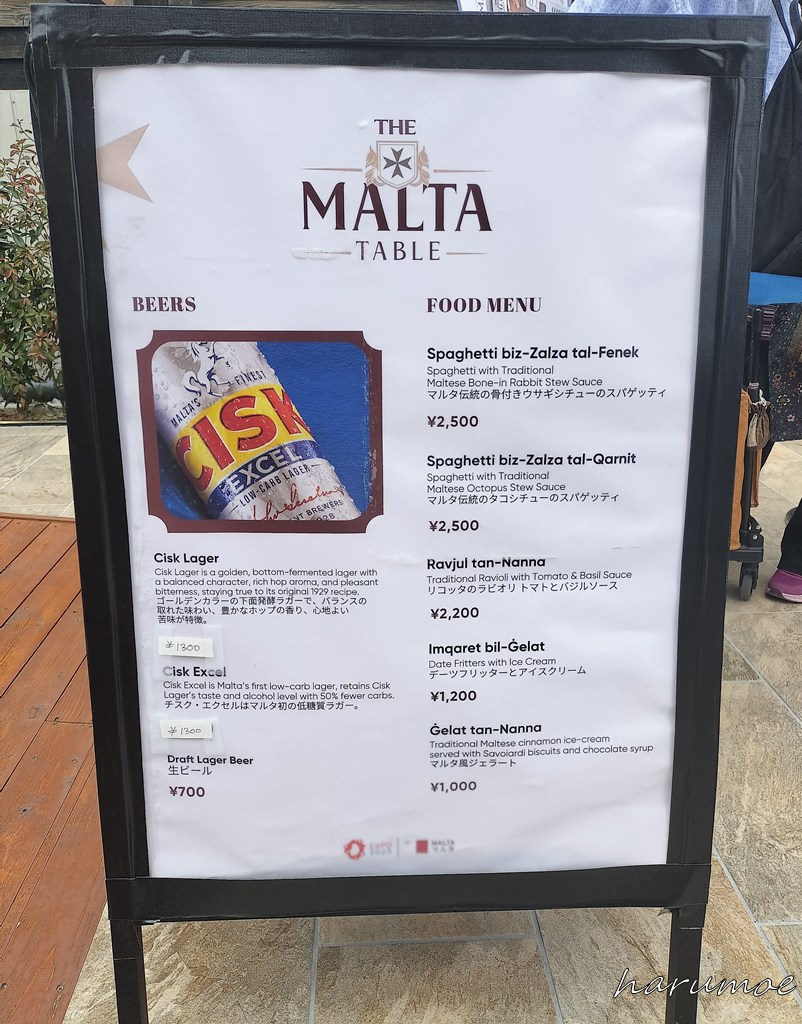 THE
MALTA
TABLE
BEERS
MALTA'S FINEST
CISK
EXCEL
LOW-CARB LAGER
BREWERS
Cisk Lager
Cisk Lager is a golden, bottom-fermented lager with
a balanced character, rich hop aroma, and pleasant
bitterness, staying true to its original 1929 recipe.
ゴールデンカラーの下面発酵ラガーで、バランスの
取れた味わい、豊かなホップの香り、心地よい
苦味が特徴。
¥1300
Cisk Excel
Cisk Excel is Malta's first low-carb lager, retains Cisk
Lager's taste and alcohol level with 50% fewer carbs.
チスク・エクセルはマルタ初の低糖質ラガー。
¥1300
Draft Lager Beer
生ビール
¥700
FOOD MENU
Spaghetti biz-Zalza tal-Fenek
Spaghetti with Traditional
Maltese Bone-in Rabbit Stew Sauce
マルタ伝統の骨付きウサギシチューのスパゲッティ
¥2,500
Spaghetti biz-Zalza tal-Qarnit
Spaghetti with Traditional
Maltese Octopus Stew Sauce
マルタ伝統のタコシチューのスパゲッティ
¥2,500
Ravjul tan-Nanna
Traditional Ravioli with Tomato & Basil Sauce
リコッタのラビオリ トマトとバジルソース
¥2,200
Imqaret bil-Ġelat
Date Fritters with Ice Cream
デーツフリッターとアイスクリーム
¥1,200
Ġelat tan-Nanna
Traditional Maltese cinnamon ice-cream
served with Savoiardi biscuits and chocolate syrup
マルタ風ジェラート
¥1,000
EXPO
2025
MALTA
マルタ
harumoe